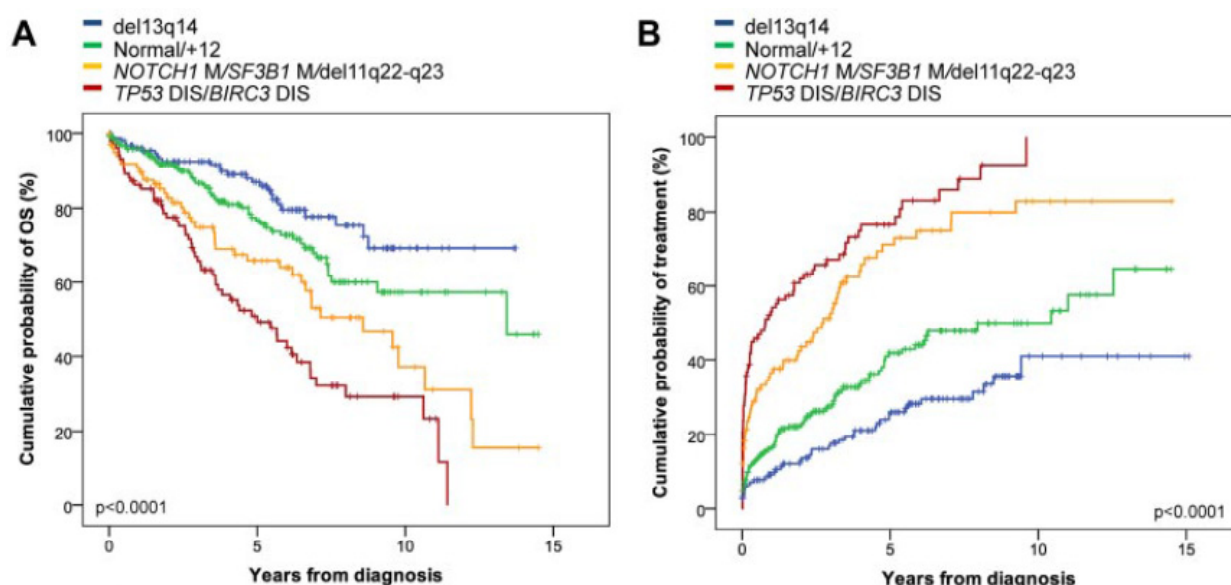 A
del13q14
Normal/+12
NOTCH1 M/SF3B1 M/del11q22-q23
TP53 DIS/BIRC3 DIS
Cumulative probability of OS (%)
100
80
60
40
20
0
p<0.0001
0 5 10 15
Years from diagnosis
B
del13q14
Normal/+12
NOTCH1 M/SF3B1 M/del11q22-q23
TP53 DIS/BIRC3 DIS
Cumulative probability of treatment (%)
100
80
60
40
20
0
p<0.0001
0 5 10 15
Years from diagnosis